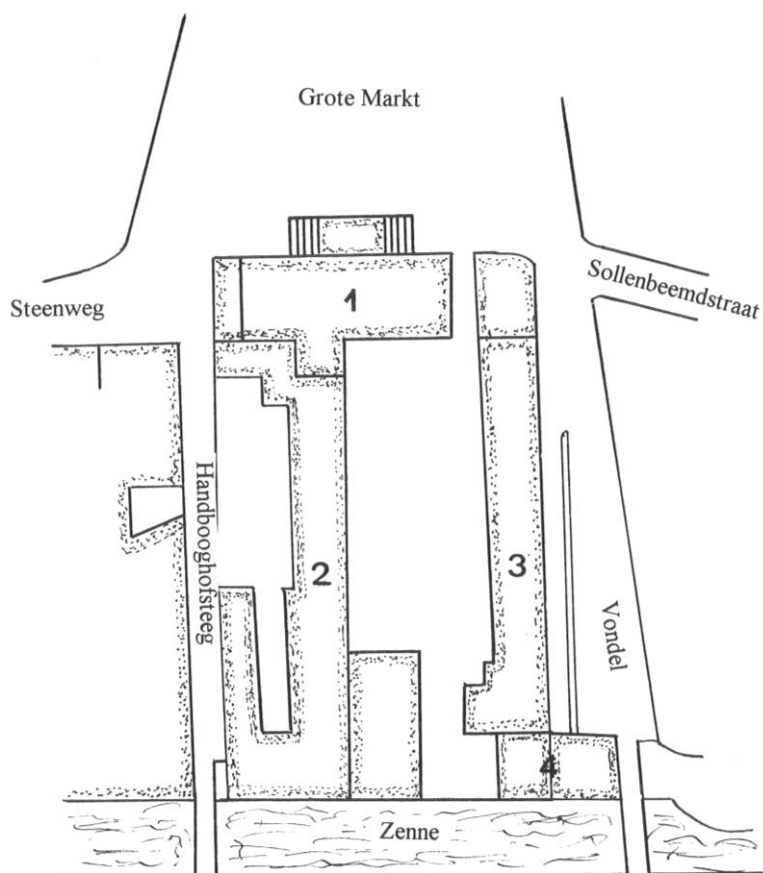 Grote Markt
Sollenbeemdstraat
Steenweg
1
Handbooghofsteeg
2
3
Vondel
4
Zenne